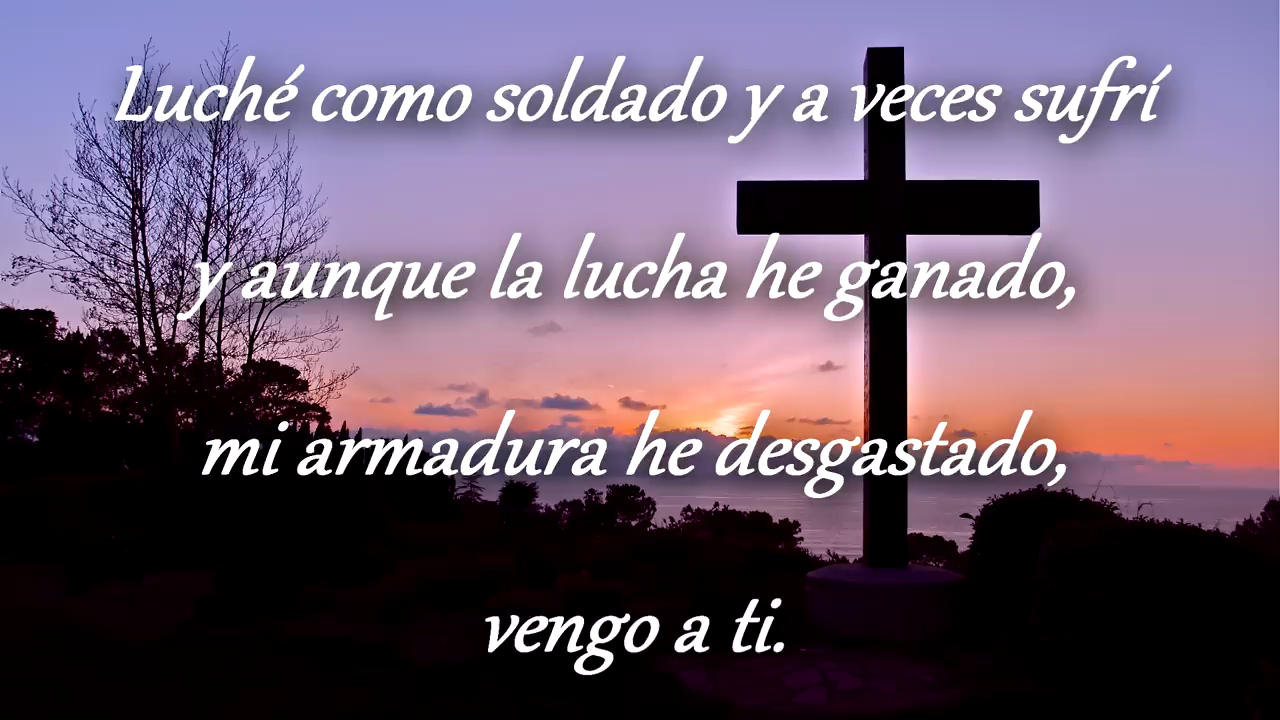 Luché como soldado y a veces sufrí
y aunque la lucha he ganado,
mi armadura he desgastado,
vengo a ti.